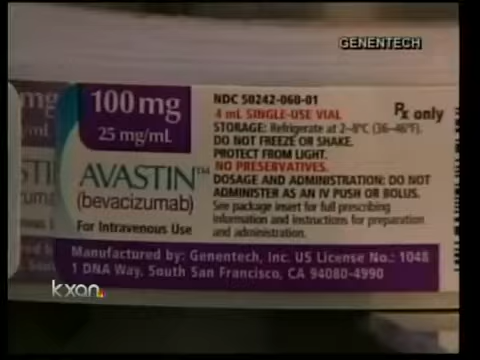 GENENTECH
mg
mL
100 mg
25 mg/mL
NDC 50242-060-01
4 mL SINGLE-USE VIAL
Rx only
STORAGE: Refrigerate at 2–8°C (36–46°F).
DO NOT FREEZE OR SHAKE.
PROTECT FROM LIGHT.
NO PRESERVATIVES.
DOSAGE AND ADMINISTRATION: DO NOT
ADMINISTER AS AN IV PUSH OR BOLUS.
See package insert for full prescribing
information and instructions for preparation
and administration.
AVASTIN™
(bevacizumab)
For Intravenous Use
Manufactured by: Genentech, Inc. US License No.: 1048
1 DNA Way, South San Francisco, CA 94080-4990
kxan